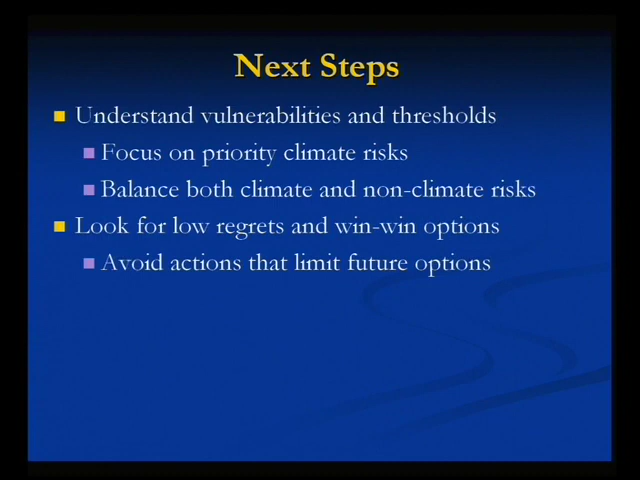 Next Steps
Understand vulnerabilities and thresholds
Focus on priority climate risks
Balance both climate and non-climate risks
Look for low regrets and win-win options
Avoid actions that limit future options